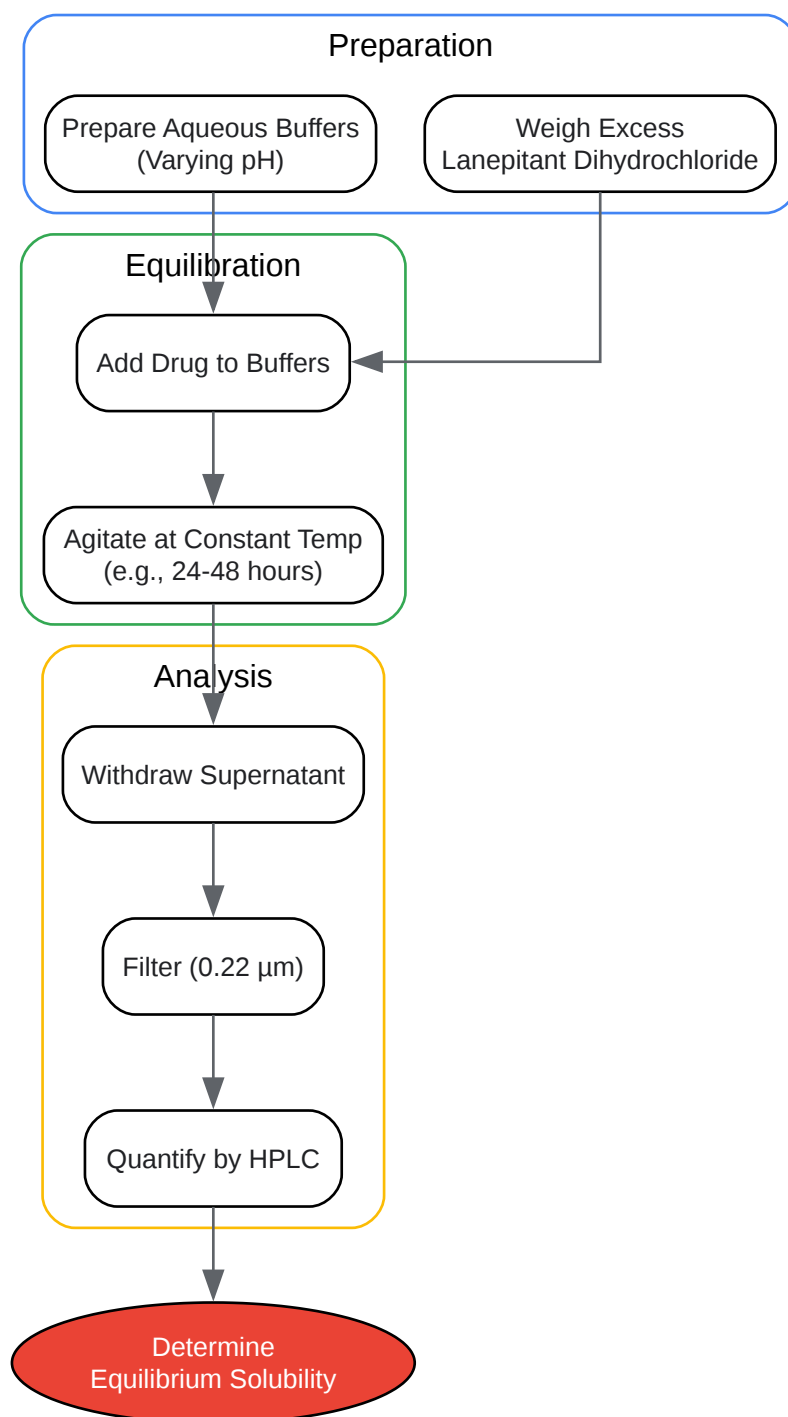 Preparation
Prepare Aqueous Buffers
(Varying pH)
Weigh Excess
Lanepitant Dihydrochloride
Equilibration
Add Drug to Buffers
Agitate at Constant Temp
(e.g., 24-48 hours)
Analysis
Withdraw Supernatant
Filter (0.22 µm)
Quantify by HPLC
Determine
Equilibrium Solubility